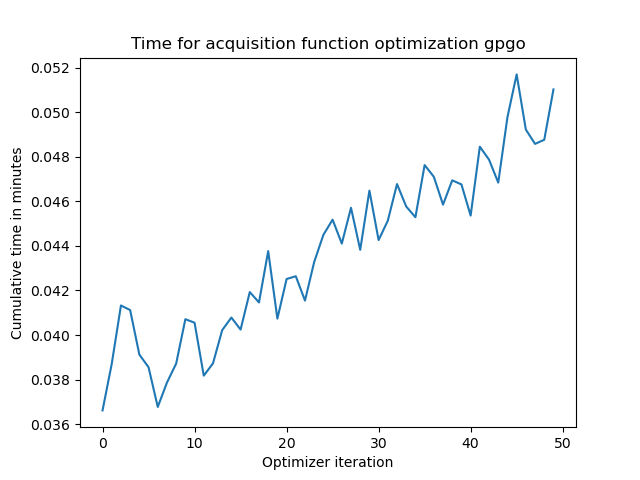 Time for acquisition function optimization gpgo
0.052
0.050
0.048
0.046
0.044
0.042
0.040
0.038
0.036
Cumulative time in minutes
0 10 20 30 40 50
Optimizer iteration